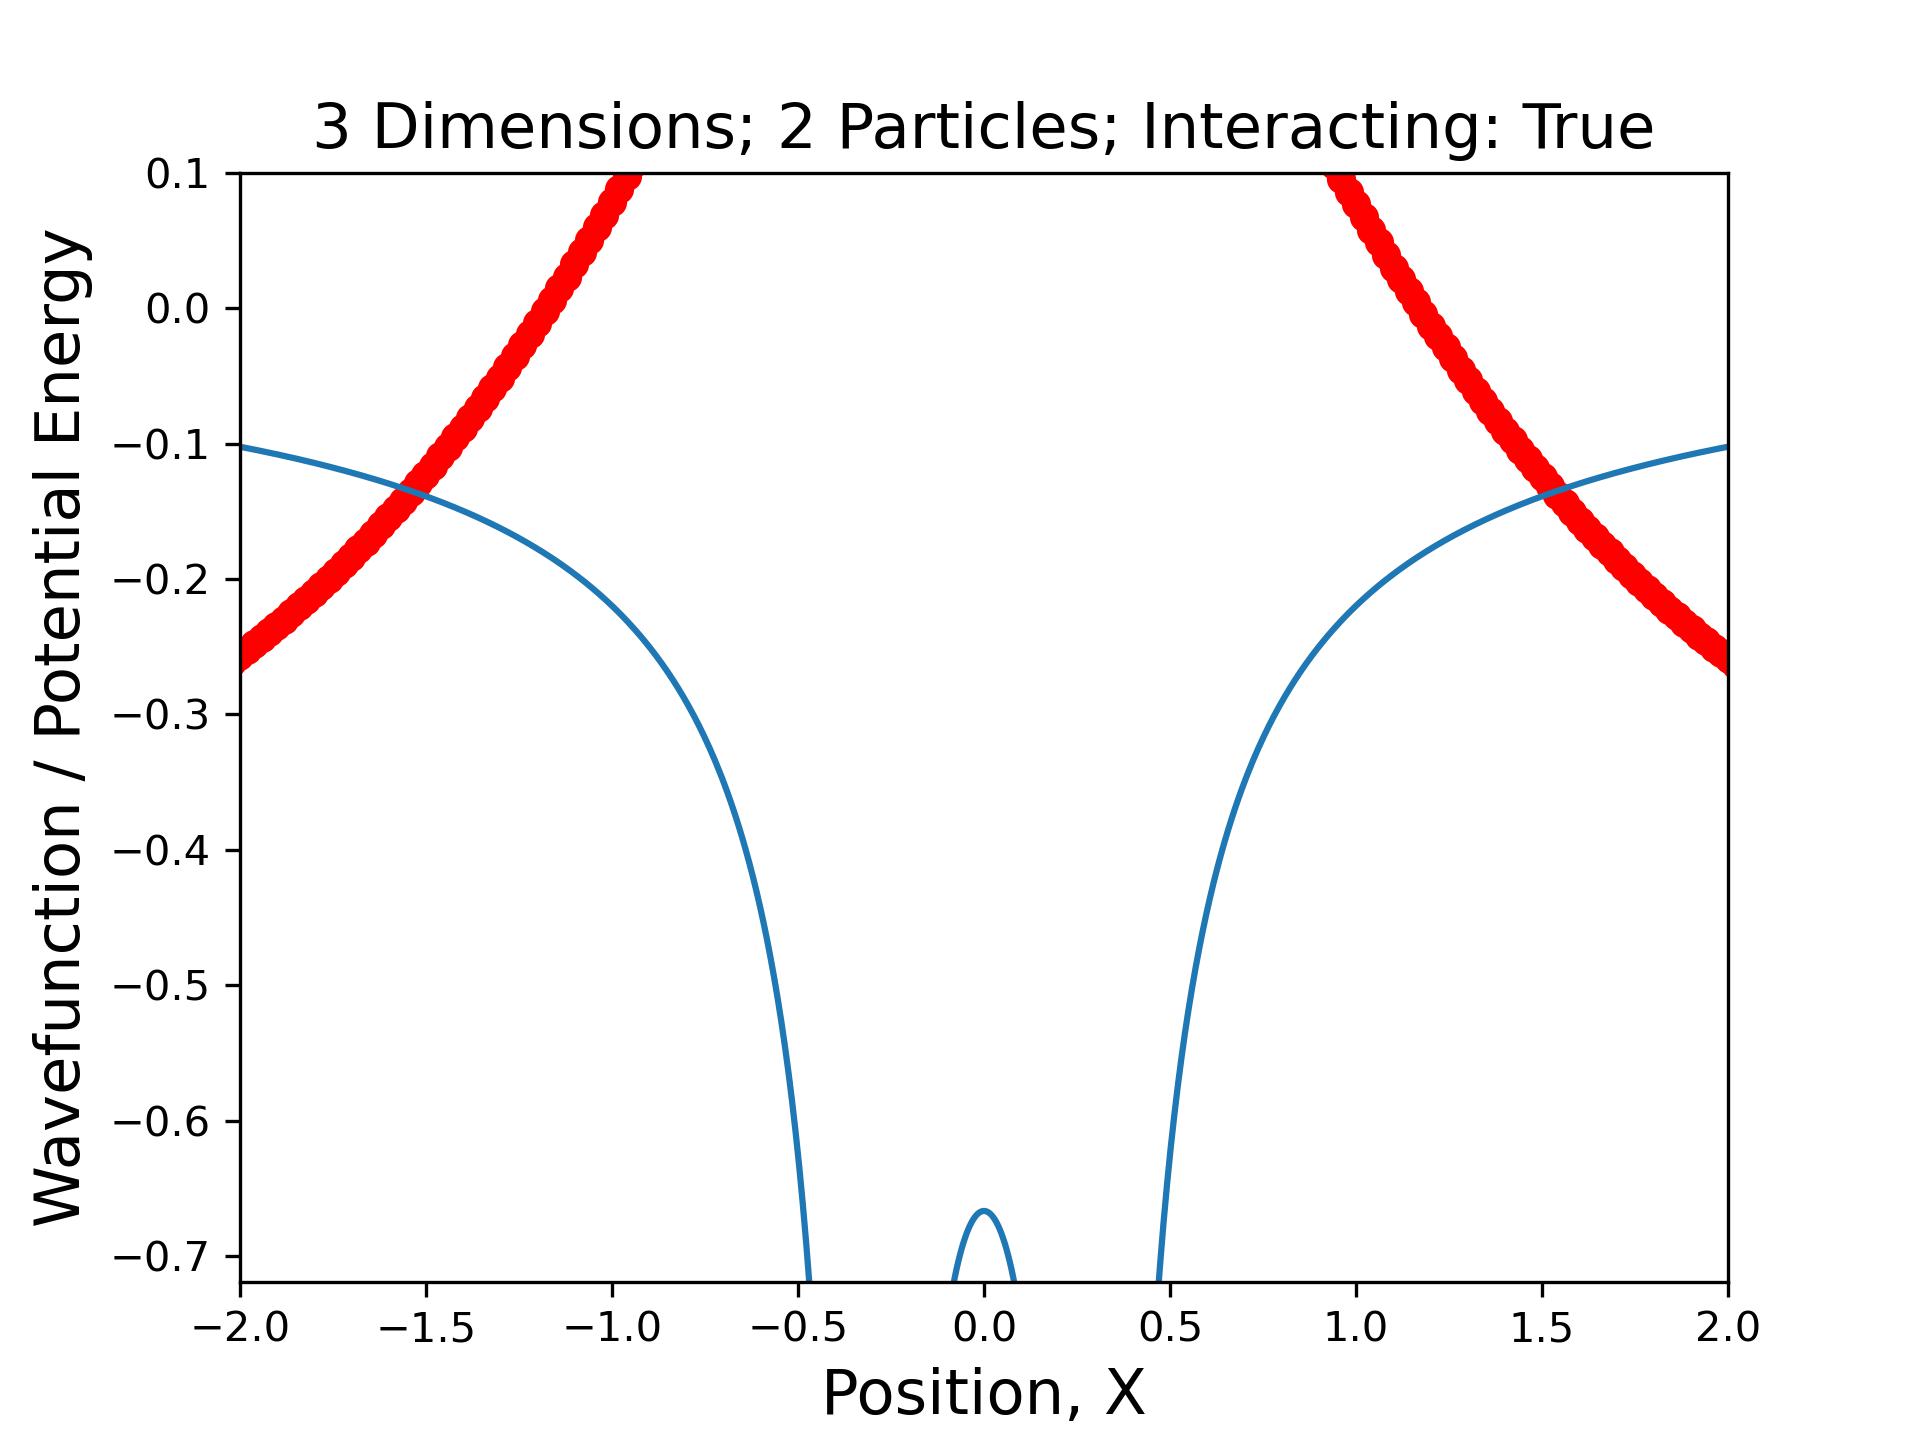 3 Dimensions; 2 Particles; Interacting: True
Wavefunction / Potential Energy
0.1
0.0
−0.1
−0.2
−0.3
−0.4
−0.5
−0.6
−0.7
−2.0 −1.5 −1.0 −0.5 0.0 0.5 1.0 1.5 2.0
Position, X